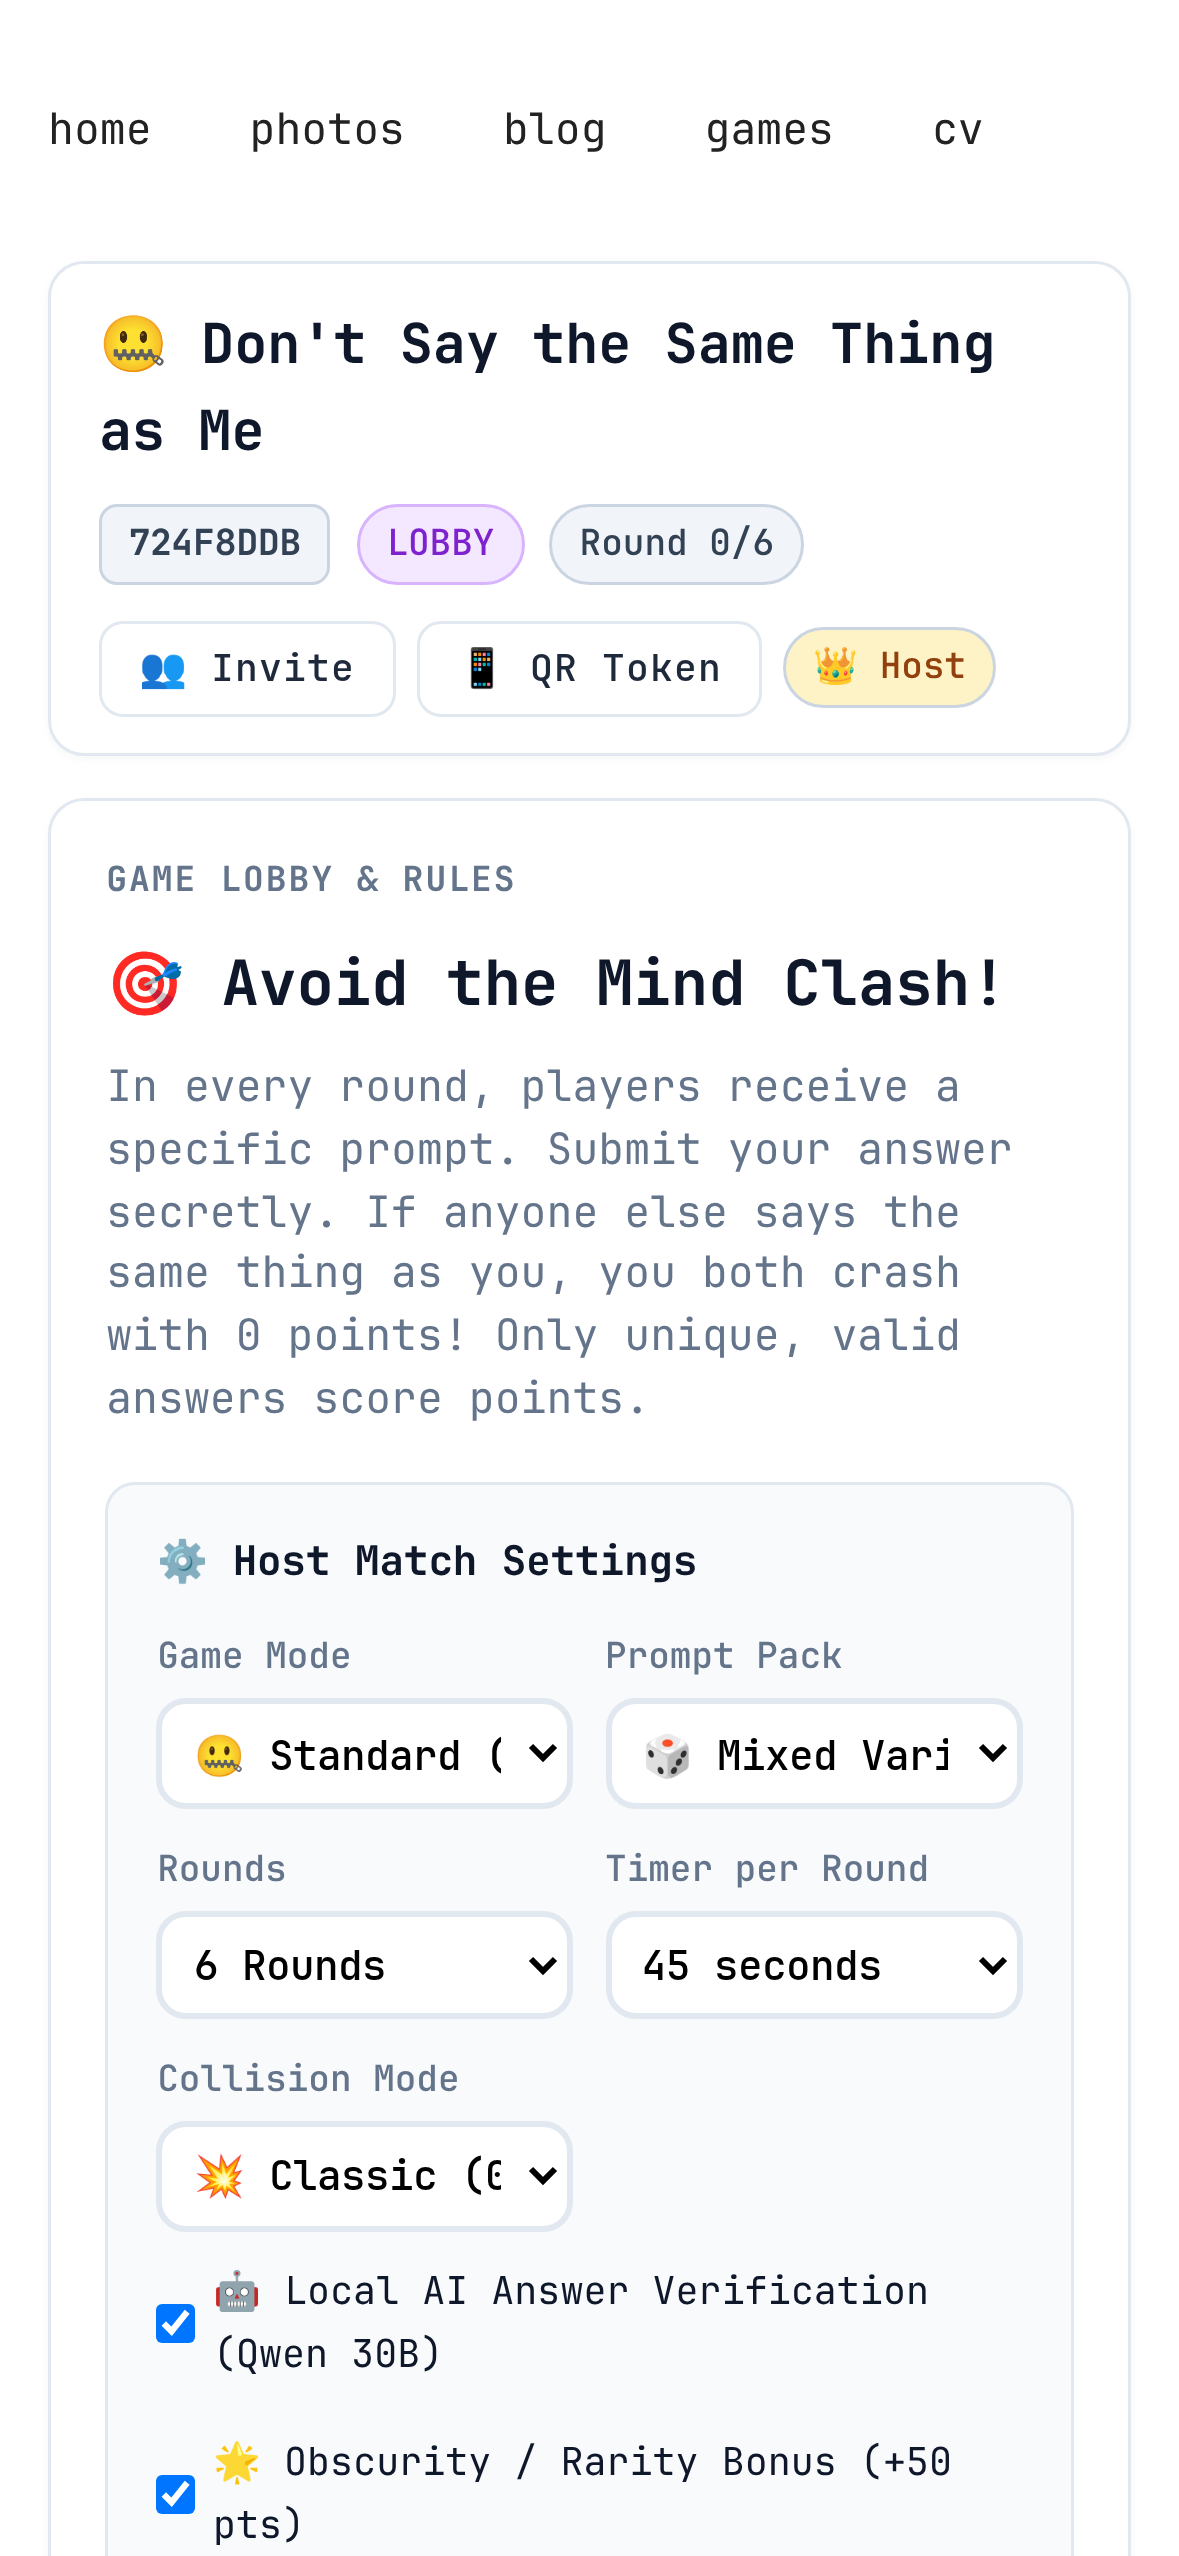 home photos blog games cv
🤐 Don't Say the Same Thing
as Me
724F8DDB LOBBY Round 0/6
👥 Invite 📱 QR Token 👑 Host
GAME LOBBY & RULES
🎯 Avoid the Mind Clash!
In every round, players receive a
specific prompt. Submit your answer
secretly. If anyone else says the
same thing as you, you both crash
with 0 points! Only unique, valid
answers score points.
⚙️ Host Match Settings
Game Mode Prompt Pack
🤐 Standard ( 🎲 Mixed Vari
Rounds Timer per Round
6 Rounds 45 seconds
Collision Mode
💥 Classic (0
🤖 Local AI Answer Verification
(Qwen 30B)
🌟 Obscurity / Rarity Bonus (+50
pts)